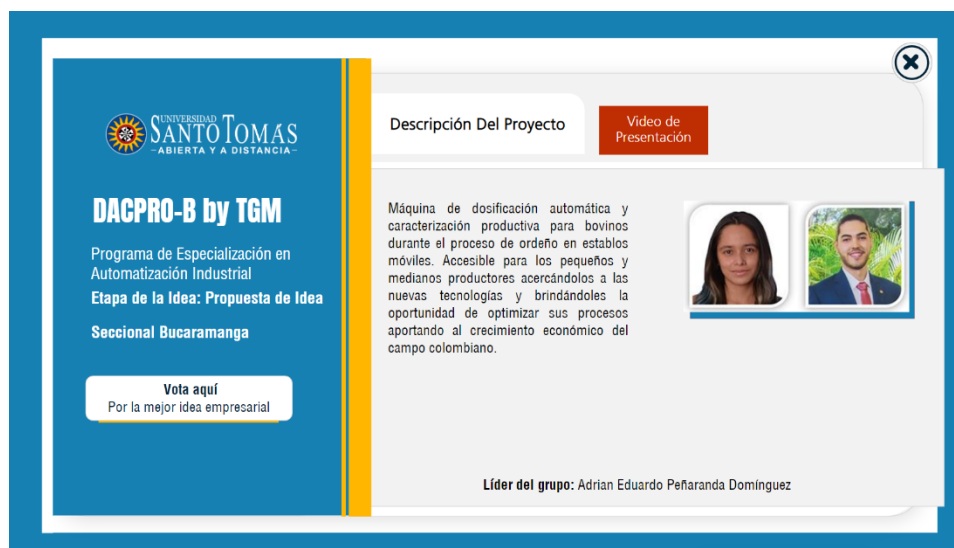 UNIVERSIDAD
SANTO TOMAS
-ABIERTA Y A DISTANCIA-
DACPRO-B by TGM
Programa de Especialización en
Automatización Industrial
Etapa de la Idea: Propuesta de Idea
Seccional Bucaramanga
Vota aquí
Por la mejor idea empresarial
Descripción Del Proyecto
Video de
Presentación
Máquina de dosificación automática y
caracterización productiva para bovinos
durante el proceso de ordeño en establos
móviles. Accesible para los pequeños y
medianos productores acercándolos a las
nuevas tecnologías y brindándoles la
oportunidad de optimizar sus procesos
aportando al crecimiento económico del
campo colombiano.
Líder del grupo: Adrian Eduardo Peñaranda Domínguez